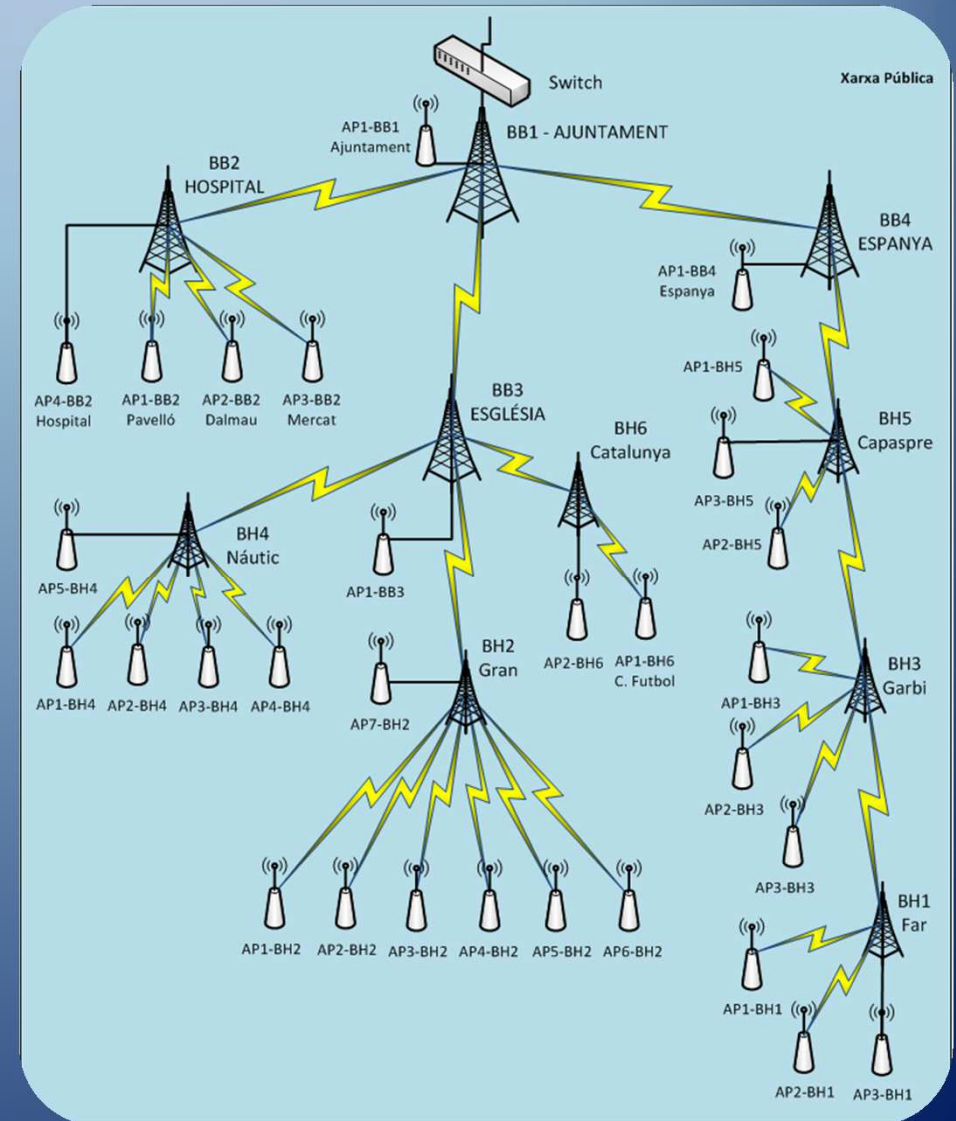 Switch
Xarxa Pública
AP1-BB1
Ajuntament
BB1 - AJUNTAMENT
BB2
HOSPITAL
BB4
ESPANYA
AP1-BB4
Espanya
AP4-BB2
Hospital
AP1-BB2
Pavelló
AP2-BB2
Dalmau
AP3-BB2
Mercat
BB3
ESGLÉSIA
AP1-BH5
BH5
Capaspre
AP3-BH5
AP2-BH5
BH6
Catalunya
BH4
Náutic
AP5-BH4
AP1-BB3
AP1-BH4
AP2-BH4
AP3-BH4
AP4-BH4
AP2-BH6
AP1-BH6
C. Futbol
BH2
Gran
AP7-BH2
BH3
Garbi
AP1-BH3
AP2-BH3
AP3-BH3
AP1-BH2
AP2-BH2
AP3-BH2
AP4-BH2
AP5-BH2
AP6-BH2
BH1
Far
AP1-BH1
AP2-BH1
AP3-BH1